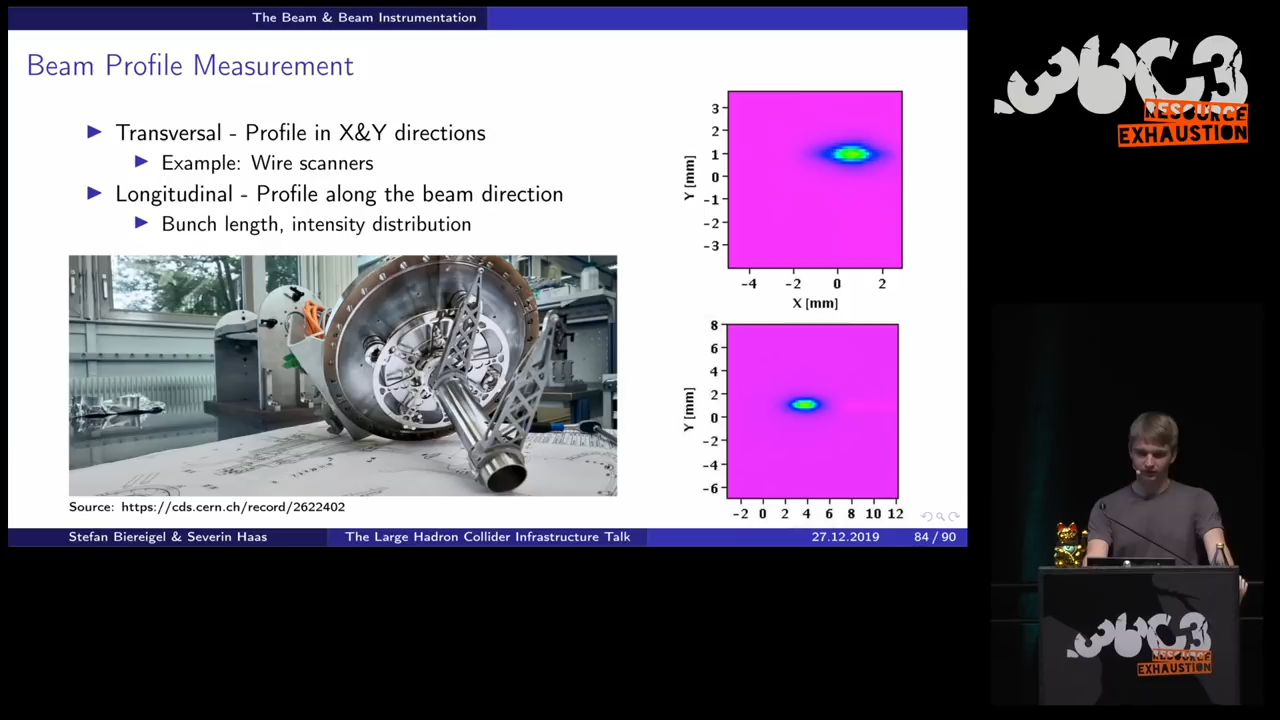 The Beam & Beam Instrumentation
Beam Profile Measurement
Transversal - Profile in X&Y directions
Example: Wire scanners
Longitudinal - Profile along the beam direction
Bunch length, intensity distribution
Source: https://cds.cern.ch/record/2622402
3
2
1
0
-1
-2
-3
Y [mm]
-4 -2 0 2
X [mm]
8
6
4
2
0
-2
-4
-6
Y [mm]
-2 0 2 4 6 8 10 12
Stefan Biereigel & Severin Haas The Large Hadron Collider Infrastructure Talk 27.12.2019 84 / 90
36C3
RESOURCE
EXHAUSTION
36C3
RESOURCE
EXHAUSTION